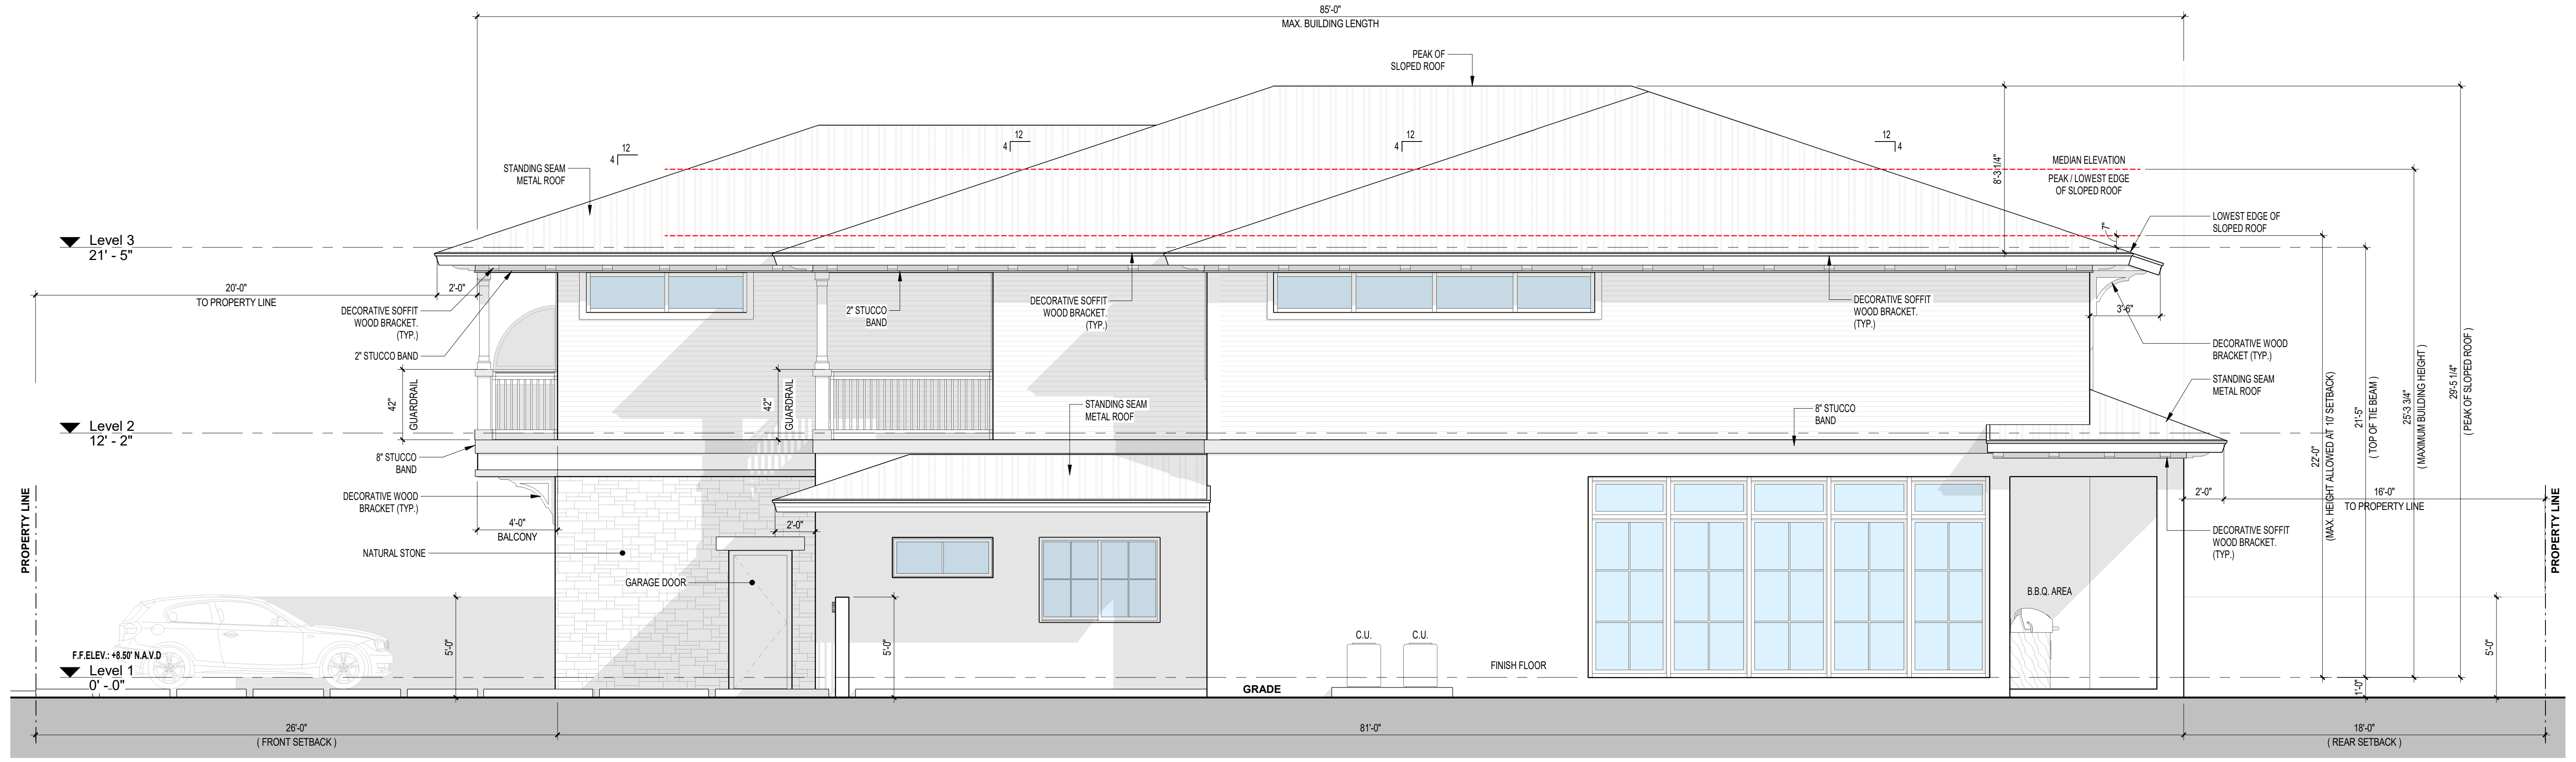 85'-0"
MAX. BUILDING LENGTH
PEAK OF
SLOPED ROOF
12
4
12
4
12
4
12
4
STANDING SEAM
METAL ROOF
8'-3 1/4"
MEDIAN ELEVATION
PEAK / LOWEST EDGE
OF SLOPED ROOF
LOWEST EDGE OF
SLOPED ROOF
7"
Level 3
21' - 5"
20'-0"
TO PROPERTY LINE
2'-0"
DECORATIVE SOFFIT
WOOD BRACKET.
(TYP.)
2" STUCCO BAND
2" STUCCO
BAND
DECORATIVE SOFFIT
WOOD BRACKET.
(TYP.)
DECORATIVE SOFFIT
WOOD BRACKET.
(TYP.)
3'-6"
DECORATIVE WOOD
BRACKET (TYP.)
STANDING SEAM
METAL ROOF
42"
GUARDRAIL
42"
GUARDRAIL
STANDING SEAM
METAL ROOF
8" STUCCO
BAND
Level 2
12' - 2"
8" STUCCO
BAND
DECORATIVE WOOD
BRACKET (TYP.)
4'-0"
BALCONY
2'-0"
NATURAL STONE
GARAGE DOOR
22'-0"
(MAX. HEIGHT ALLOWED AT 10' SETBACK)
21'-5"
( TOP OF TIE BEAM )
25'-3 3/4"
( MAXIMUM BUILDING HEIGHT )
29'-5 1/4"
( PEAK OF SLOPED ROOF )
2'-0"
16'-0"
TO PROPERTY LINE
DECORATIVE SOFFIT
WOOD BRACKET.
(TYP.)
PROPERTY LINE
PROPERTY LINE
B.B.Q. AREA
C.U.
C.U.
5'-0"
5'-0"
5'-0"
F.F.ELEV.: +8.50' N.A.V.D
Level 1
0' - 0"
FINISH FLOOR
GRADE
1'-0"
26'-0"
( FRONT SETBACK )
81'-0"
18'-0"
( REAR SETBACK )